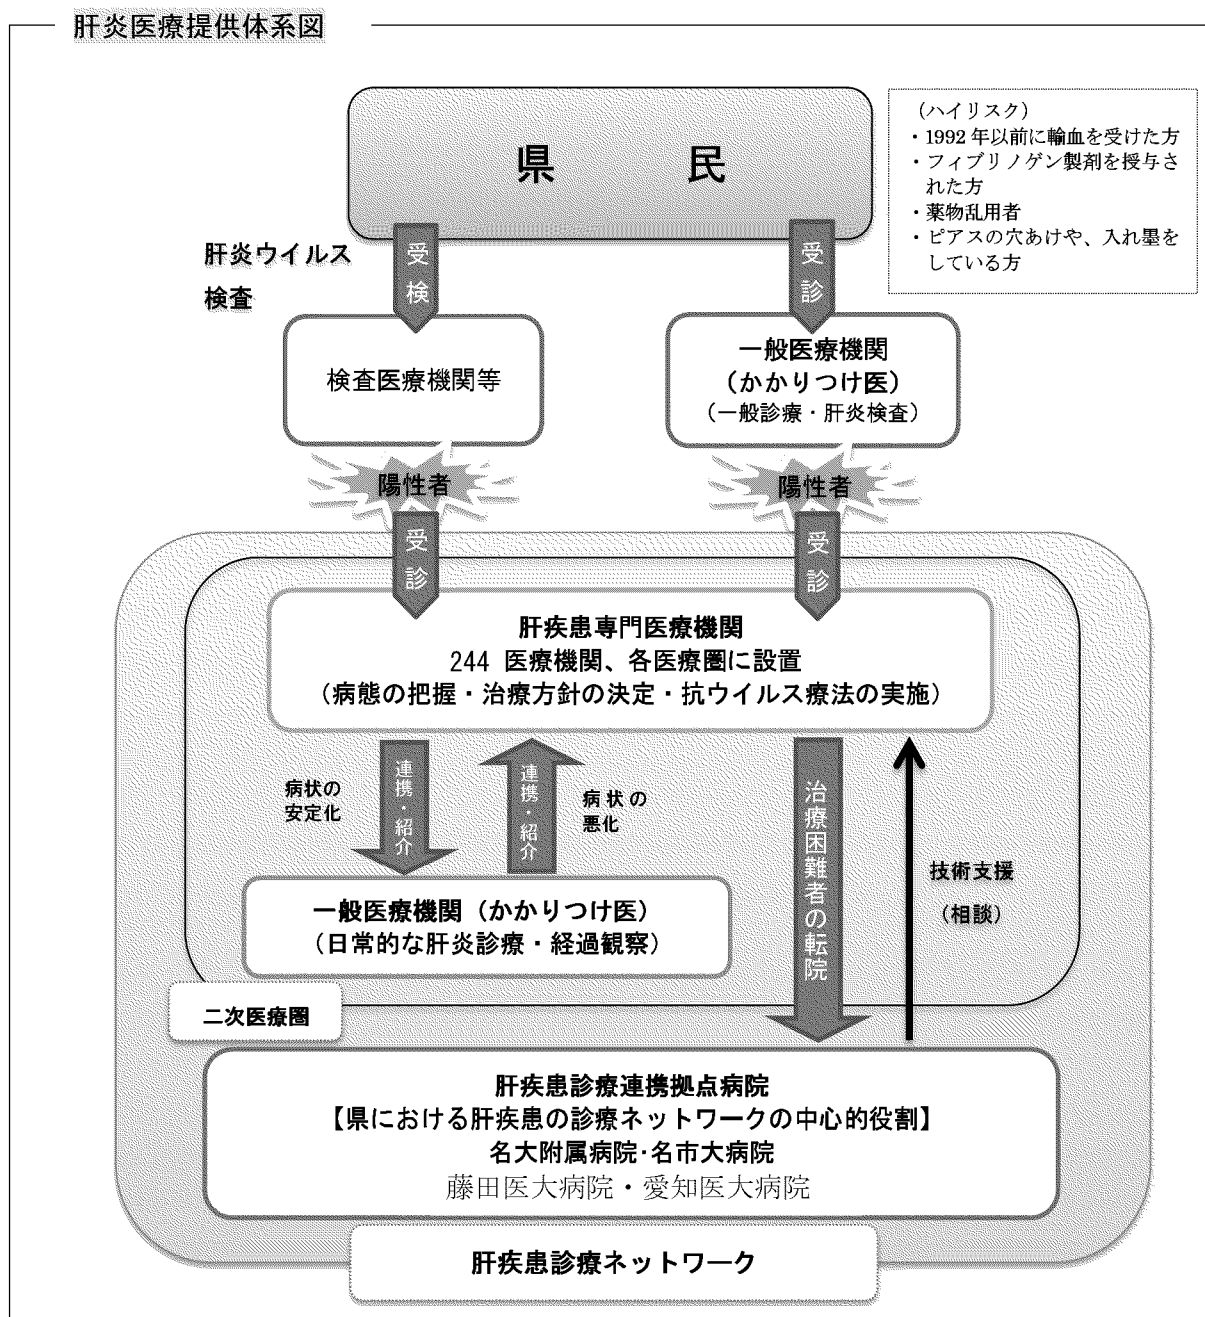 肝炎医療提供体系図
県　民
（ハイリスク）
・1992年以前に輸血を受けた方
・フィブリノゲン製剤を授与さ
れた方
・薬物乱用者
・ピアスの穴あけや、入れ墨を
している方
肝炎ウイルス
検査
受検
受診
検査医療機関等
一般医療機関
（かかりつけ医）
（一般診療・肝炎検査）
陽性者
陽性者
受診
受診
肝疾患専門医療機関
244 医療機関、各医療圏に設置
（病態の把握・治療方針の決定・抗ウイルス療法の実施）
病状の
安定化
連携・紹介
連携・紹介
病状の
悪化
治療困難者の転院
技術支援
（相談）
一般医療機関（かかりつけ医）
（日常的な肝炎診療・経過観察）
二次医療圏
肝疾患診療連携拠点病院
【県における肝疾患の診療ネットワークの中心的役割】
名大附属病院・名市大病院
藤田医大病院・愛知医大病院
肝疾患診療ネットワーク